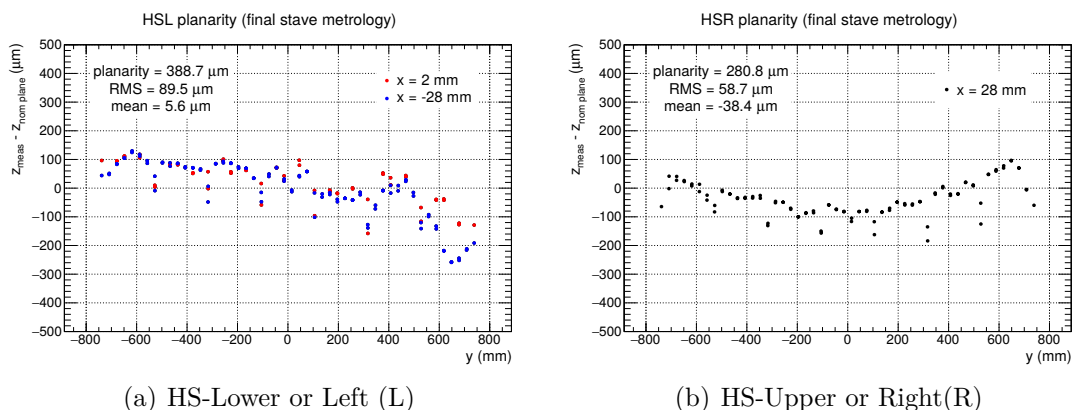 HSL planarity (final stave metrology)
z_meas - z_nom plane (μm)
500
400
300
200
100
0
−100
−200
−300
−400
−500
planarity = 388.7 μm
RMS = 89.5 μm
mean = 5.6 μm
x = 2 mm
x = -28 mm
−800 −600 −400 −200 0 200 400 600 800
y (mm)
(a) HS-Lower or Left (L)
HSR planarity (final stave metrology)
z_meas - z_nom plane (μm)
500
400
300
200
100
0
−100
−200
−300
−400
−500
planarity = 280.8 μm
RMS = 58.7 μm
mean = -38.4 μm
x = 28 mm
−800 −600 −400 −200 0 200 400 600 800
y (mm)
(b) HS-Upper or Right(R)